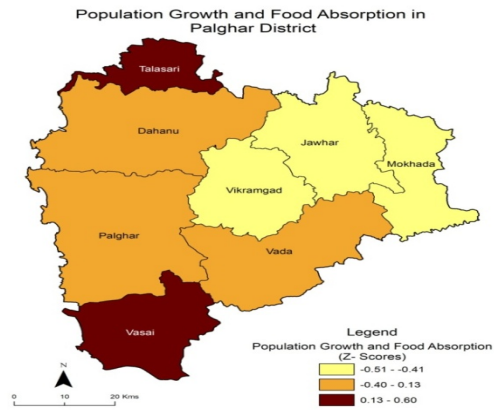 Population Growth and Food Absorption in
Palghar District
Talasari
Dahanu
Jawhar
Mokhada
Vikramgad
Palghar
Vada
Vasai
N
0 10 20 Kms
Legend
Population Growth and Food Absorption
(Z- Scores)
-0.51 - -0.41
-0.40 - 0.13
0.13 - 0.60